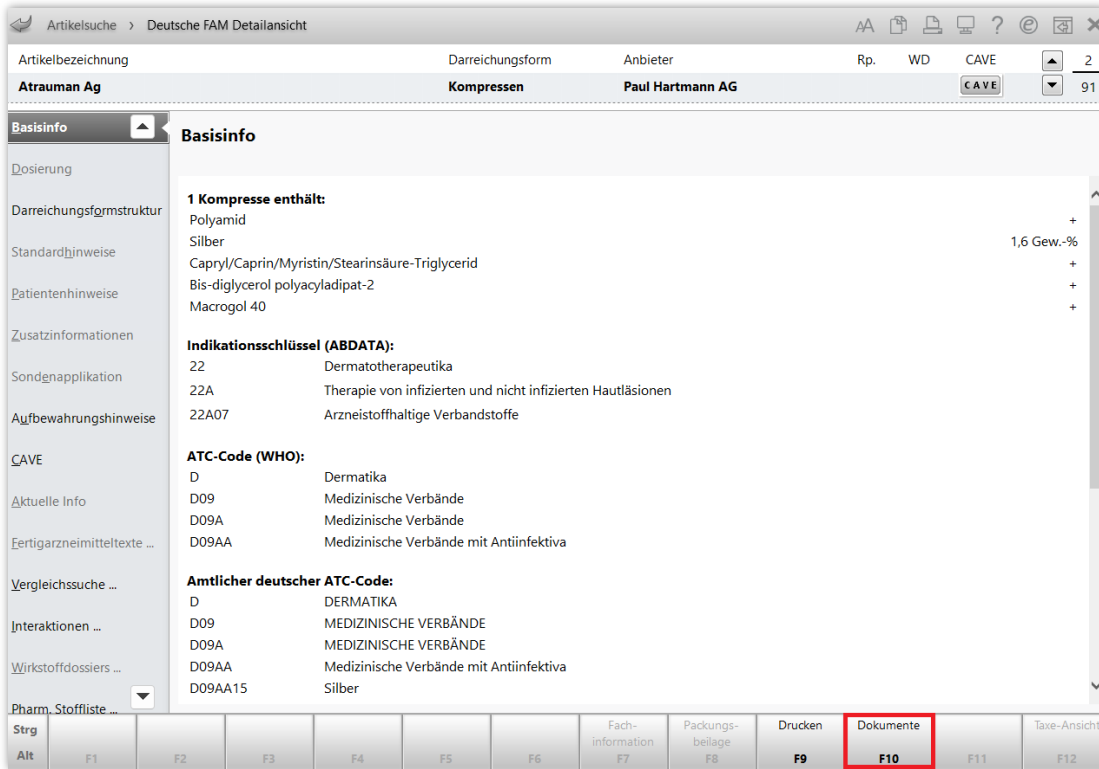 Artikelsuche > Deutsche FAM Detailansicht
Artikelbezeichnung Darreichungsform Anbieter Rp. WD CAVE 2
Atrauman Ag Kompressen Paul Hartmann AG CAVE 91
Basisinfo
Dosierung
Darreichungsformstruktur
Standardhinweise
Patientenhinweise
Zusatzinformationen
Sondenapplikation
Aufbewahrungshinweise
CAVE
Aktuelle Info
Fertigarzneimitteltexte ...
Vergleichssuche ...
Interaktionen ...
Wirkstoffdossiers ...
Pharm. Stoffliste ...
Basisinfo
1 Kompresse enthält:
Polyamid +
Silber 1,6 Gew.-%
Capryl/Caprin/Myristin/Stearinsäure-Triglycerid +
Bis-diglycerol polyacyladipat-2 +
Macrogol 40 +
Indikationsschlüssel (ABDATA):
22 Dermatotherapeutika
22A Therapie von infizierten und nicht infizierten Hautläsionen
22A07 Arzneistoffhaltige Verbandstoffe
ATC-Code (WHO):
D Dermatika
D09 Medizinische Verbände
D09A Medizinische Verbände
D09AA Medizinische Verbände mit Antiinfektiva
Amtlicher deutscher ATC-Code:
D DERMATIKA
D09 MEDIZINISCHE VERBÄNDE
D09A MEDIZINISCHE VERBÄNDE
D09AA Medizinische Verbände mit Antiinfektiva
D09AA15 Silber
Strg Fach- Packungs- Drucken Dokumente Taxe-Ansicht
information beilage
Alt F1 F2 F3 F4 F5 F6 F7 F8 F9 F10 F11 F12